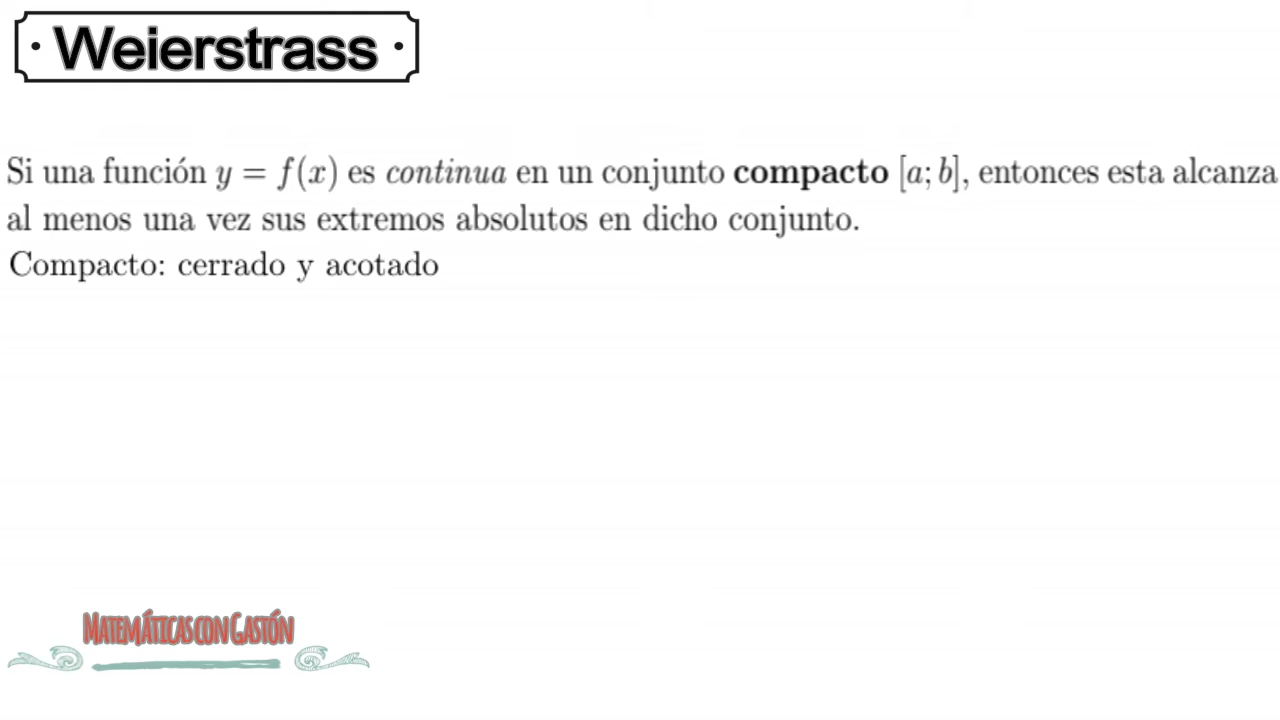 · Weierstrass ·
Si una función y = f(x) es continua en un conjunto compacto [a; b], entonces esta alcanza
al menos una vez sus extremos absolutos en dicho conjunto.
Compacto: cerrado y acotado
MATEMÁTICAS CON GASTÓN